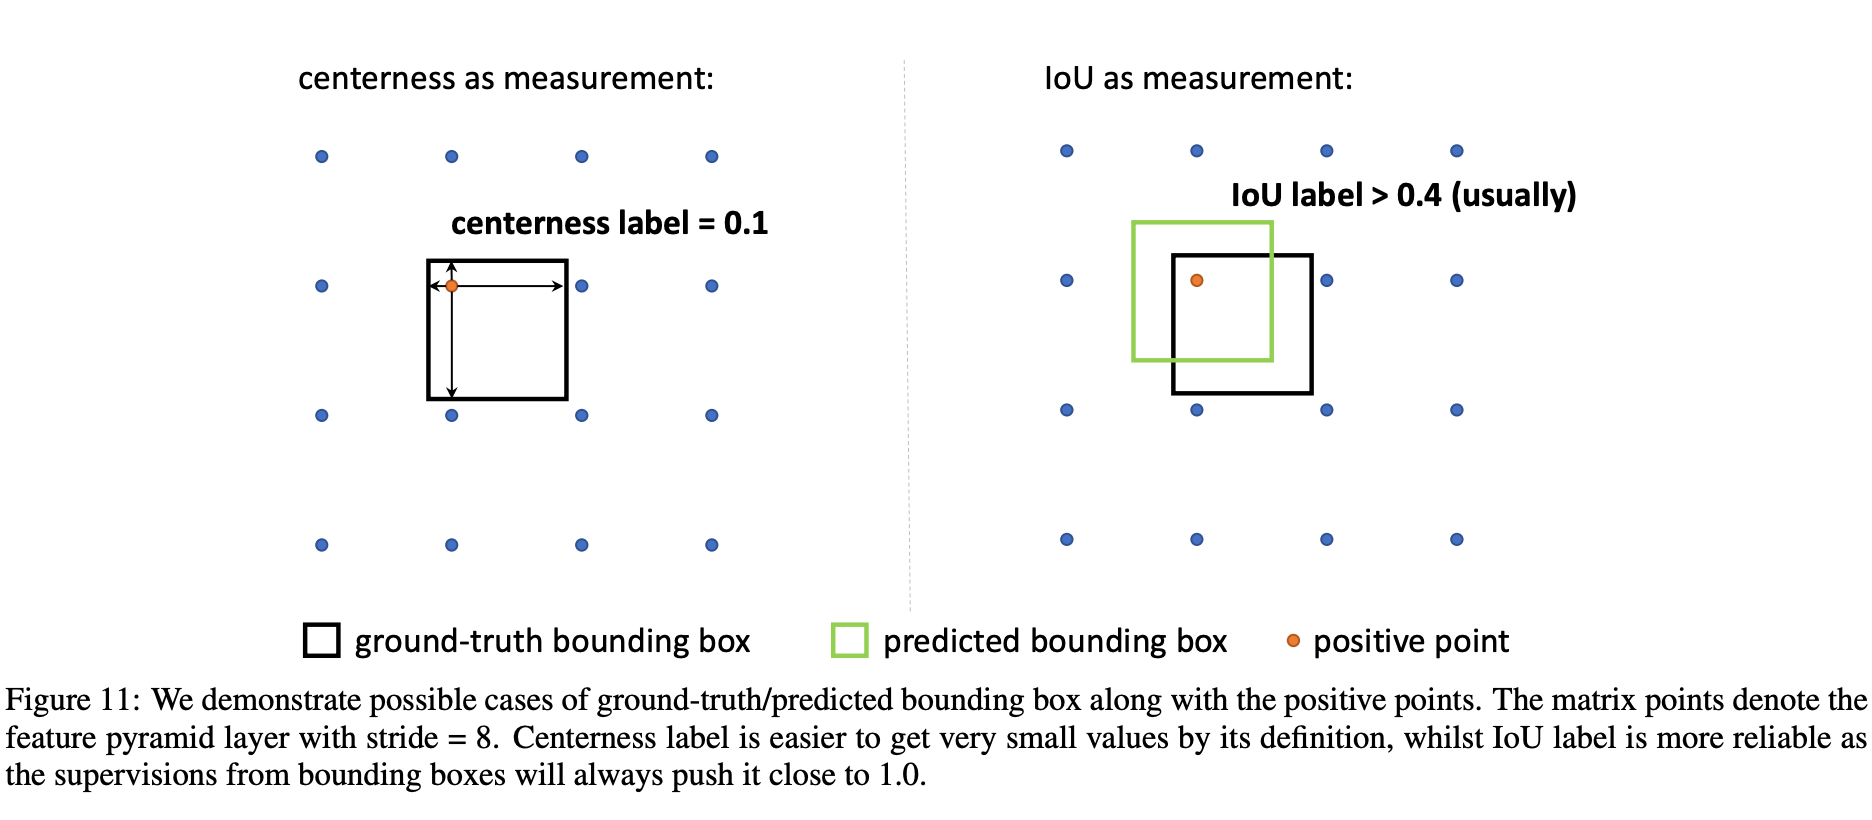 centerness as measurement:
IoU as measurement:
IoU label > 0.4 (usually)
centerness label = 0.1
ground-truth bounding box
predicted bounding box
positive point
Figure 11: We demonstrate possible cases of ground-truth/predicted bounding box along with the positive points. The matrix points denote the
feature pyramid layer with stride = 8. Centerness label is easier to get very small values by its definition, whilst IoU label is more reliable as
the supervisions from bounding boxes will always push it close to 1.0.